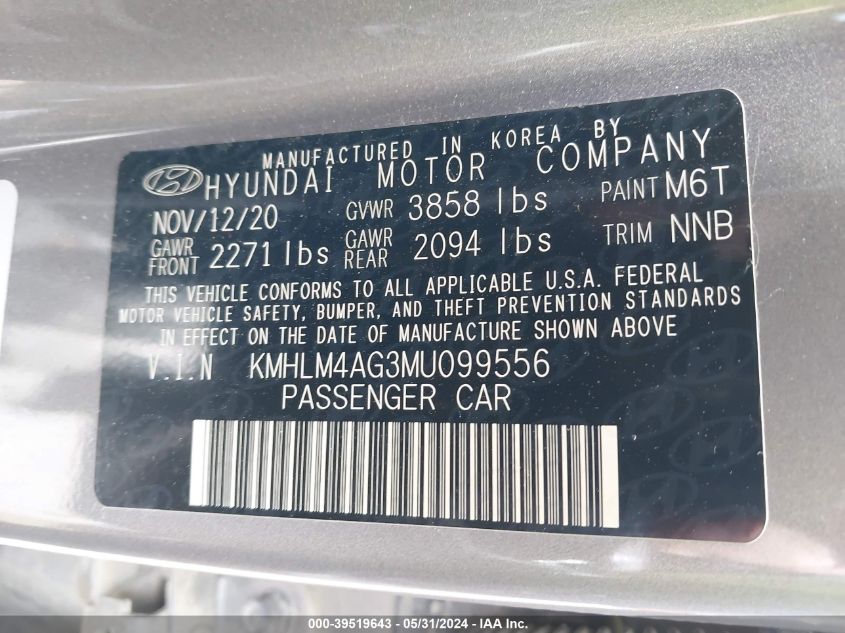 MANUFACTURED IN KOREA BY
HYUNDAI MOTOR COMPANY
NOV/12/20 GVWR 3858 lbs PAINT M6T
GAWR FRONT 2271 lbs GAWR REAR 2094 lbs TRIM NNB
THIS VEHICLE CONFORMS TO ALL APPLICABLE U.S.A. FEDERAL
MOTOR VEHICLE SAFETY, BUMPER, AND THEFT PREVENTION STANDARDS
IN EFFECT ON THE DATE OF MANUFACTURE SHOWN ABOVE
V.I.N KMHLM4AG3MU099556
PASSENGER CAR
000-39519643 - 05/31/2024 - IAA Inc.